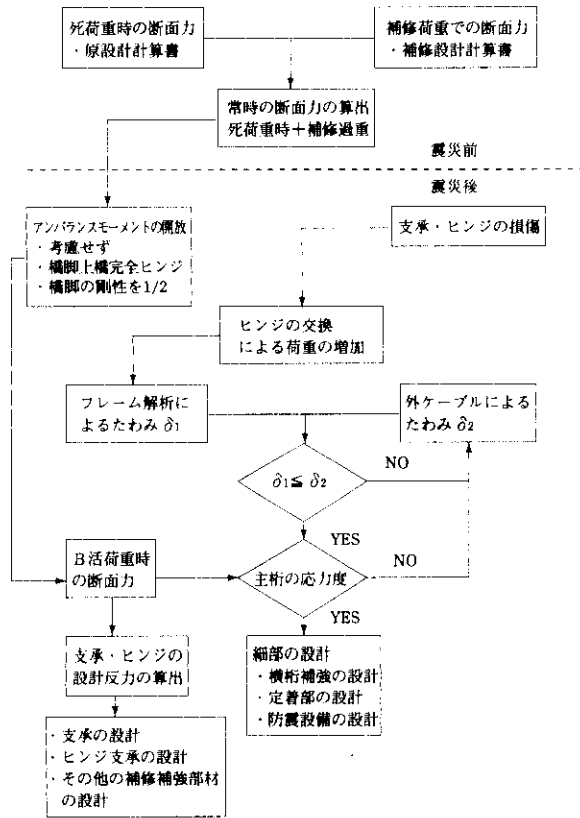 死荷重時の断面力
・原設計計算書
補修荷重での断面力
・補修設計計算書
常時の断面力の算出
死荷重時＋補修過重
震災前
震災後
アンバランスモーメントの開放
・考慮せず
・橋脚上橋完全ヒンジ
・橋脚の剛性を1/2
支承・ヒンジの損傷
ヒンジの交換
による荷重の増加
フレーム解析に
よるたわみ δ1
外ケーブルによる
たわみ δ2
δ1≦ δ2
NO
YES
B活荷重時
の断面力
主桁の応力度
NO
YES
支承・ヒンジの
設計反力の算出
細部の設計
・横桁補強の設計
・定着部の設計
・防震設備の設計
・支承の設計
・ヒンジ支承の設計
・その他の補修補強部材
の設計